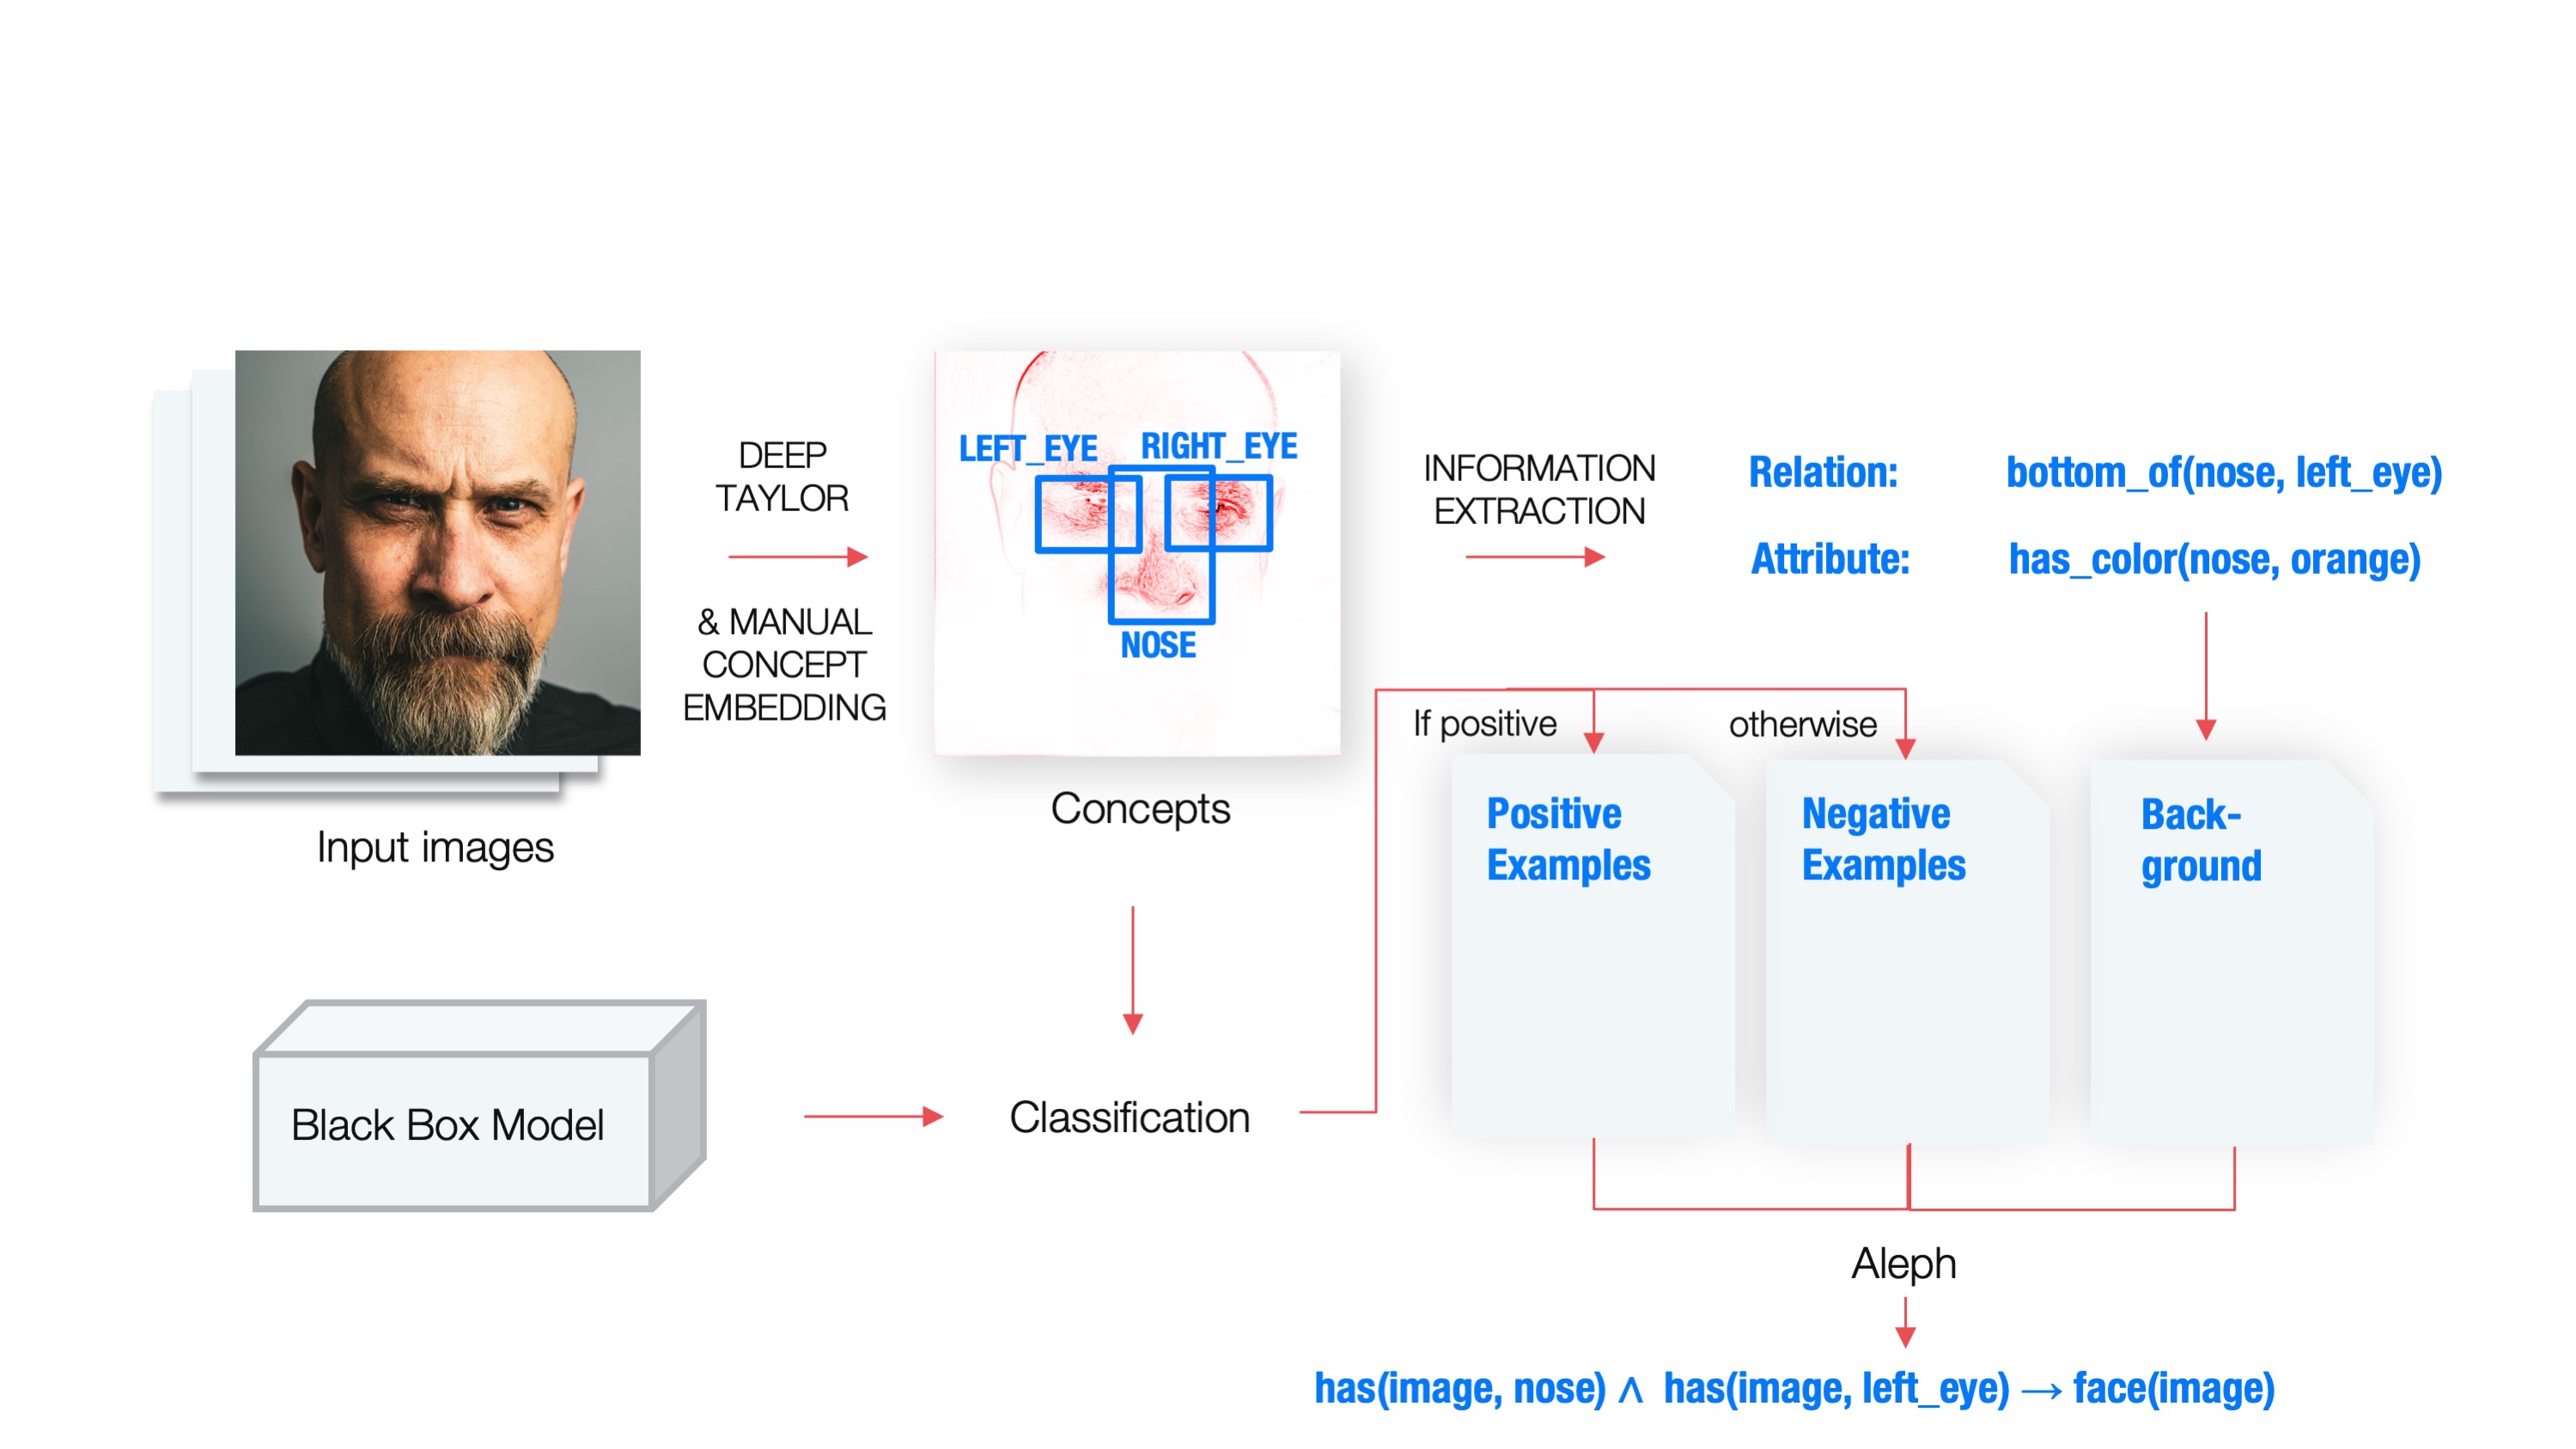 DEEP
TAYLOR
& MANUAL
CONCEPT
EMBEDDING
Input images
LEFT_EYE
RIGHT_EYE
NOSE
Concepts
INFORMATION
EXTRACTION
Relation: bottom_of(nose, left_eye)
Attribute: has_color(nose, orange)
If positive
otherwise
Positive
Examples
Negative
Examples
Back-
ground
Black Box Model
Classification
Aleph
has(image, nose) ∧ has(image, left_eye) → face(image)